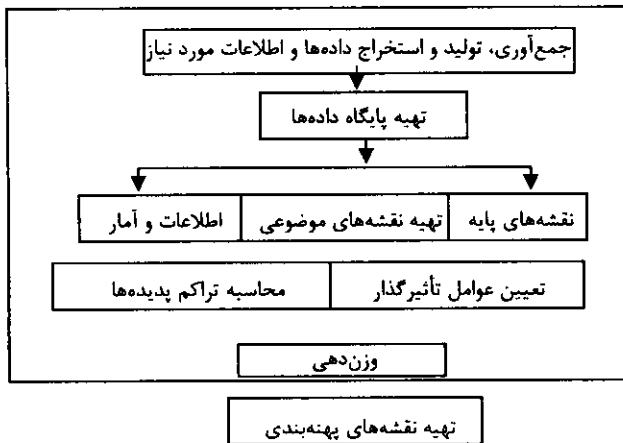 جمع‌آوری، تولید و استخراج داده‌ها و اطلاعات مورد نیاز
تهیه پایگاه داده‌ها
نقشه‌های پایه
تهیه نقشه‌های موضوعی
اطلاعات و آمار
تعیین عوامل تأثیرگذار
محاسبه تراکم پدیده‌ها
وزن‌دهی
تهیه نقشه‌های پهنه‌بندی